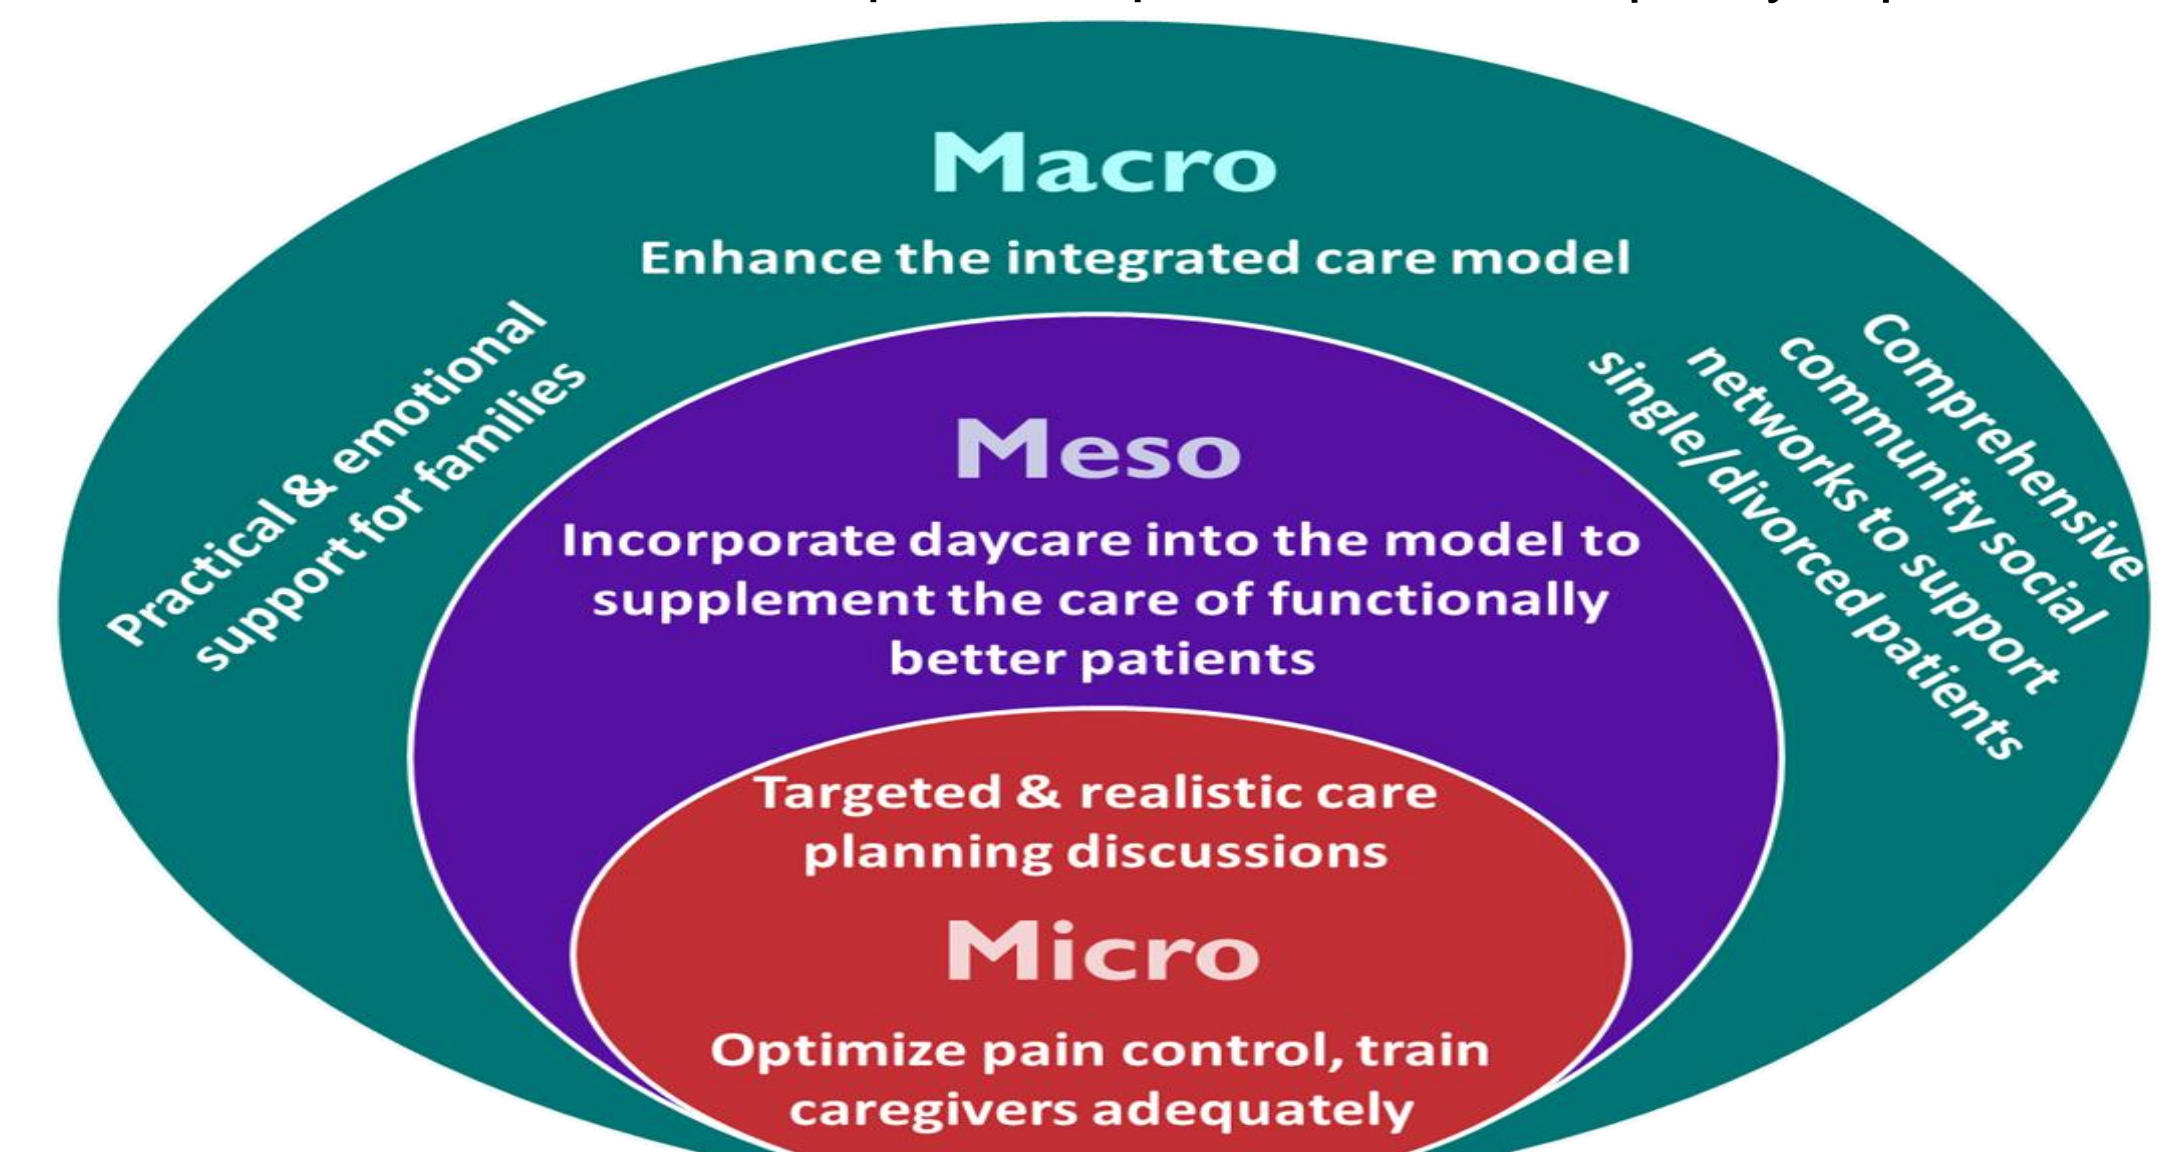 Macro
Enhance the integrated care model
Practical & emotional
support for families
Comprehensive
community social
networks to support
single/divorced patients
Meso
Incorporate daycare into the model to
supplement the care of functionally
better patients
Targeted & realistic care
planning discussions
Micro
Optimize pain control, train
caregivers adequately